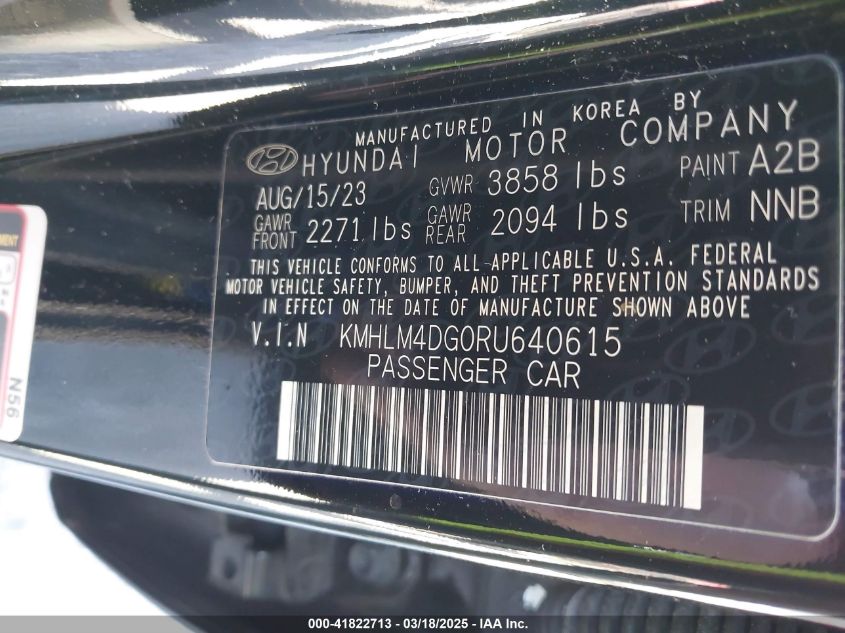 MANUFACTURED IN KOREA BY
HYUNDAI MOTOR COMPANY
AUG/15/23 GVWR 3858 lbs PAINT A2B
GAWR FRONT 2271 lbs GAWR REAR 2094 lbs TRIM NNB
THIS VEHICLE CONFORMS TO ALL APPLICABLE U.S.A. FEDERAL
MOTOR VEHICLE SAFETY, BUMPER, AND THEFT PREVENTION STANDARDS
IN EFFECT ON THE DATE OF MANUFACTURE SHOWN ABOVE
V.I.N KMHLM4DG0RU640615
PASSENGER CAR
N56
000-41822713 - 03/18/2025 - IAA Inc.